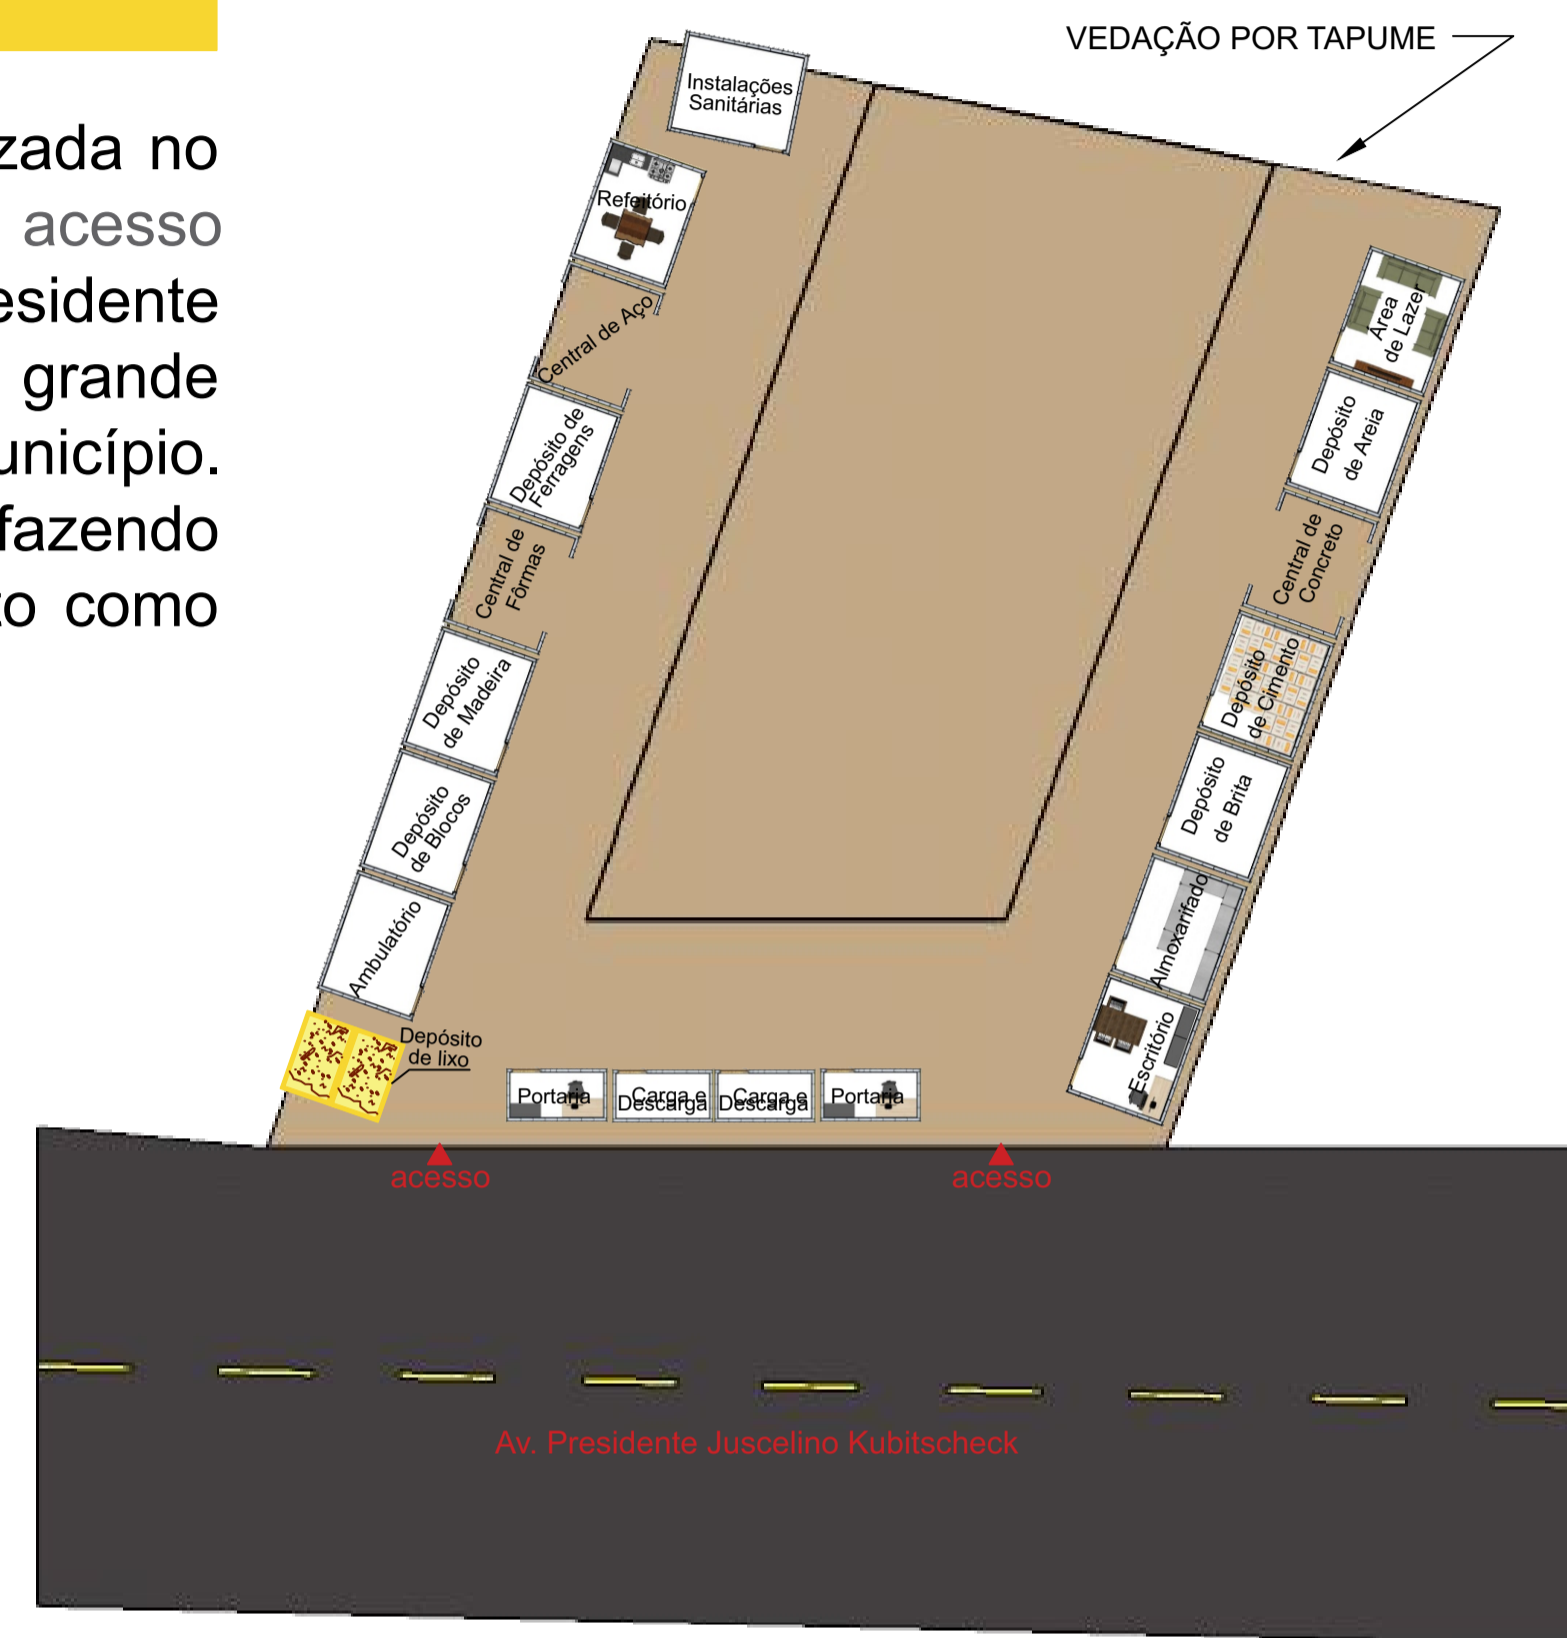 zada no
acesso
esidente
grande
unicípio.
fazendo
to como
VEDAÇÃO POR TAPUME
Instalações
Sanitárias
Refeitório
Central de Aço
Depósito de
Ferragens
Central de
Fôrmas
Depósito
de Madeira
Depósito
de Blocos
Ambulatório
Depósito
de lixo
Área
de Lazer
Depósito
de Areia
Central de
Concreto
Depósito
de Cimento
Depósito
de Brita
Almoxarifado
Escritório
Portaria
Carga e
Descarga
Carga e
Descarga
Portaria
acesso
acesso
Av. Presidente Juscelino Kubitscheck